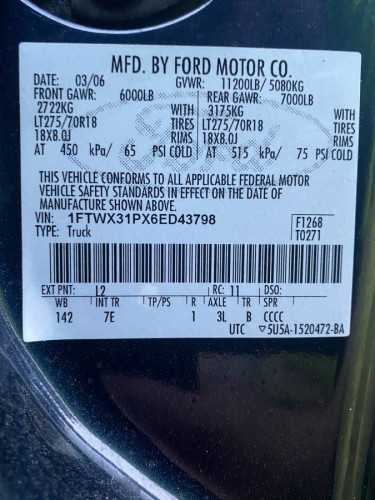 MFD. BY FORD MOTOR CO.
DATE: 03/06 GVWR: 11200LB/ 5080KG
FRONT GAWR: 6000LB REAR GAWR: 7000LB
2722KG WITH 3175KG WITH
LT275/70R18 TIRES LT275/70R18 TIRES
18X8.0J RIMS 18X8.0J RIMS
AT 450 kPa/ 65 PSI COLD AT 515 kPa/ 75 PSI COLD
THIS VEHICLE CONFORMS TO ALL APPLICABLE FEDERAL MOTOR
VEHICLE SAFETY STANDARDS IN EFFECT ON THE DATE OF
MANUFACTURE SHOWN ABOVE.
VIN: 1FTWX31PX6ED43798 F1268
TYPE: Truck T0271
EXT PNT: L2 RC: 11 DSO:
WB INT TR TP/PS R AXLE TR SPR
142 7E 1 3L B CCCC
UTC ▽5U5A-1520472-BA